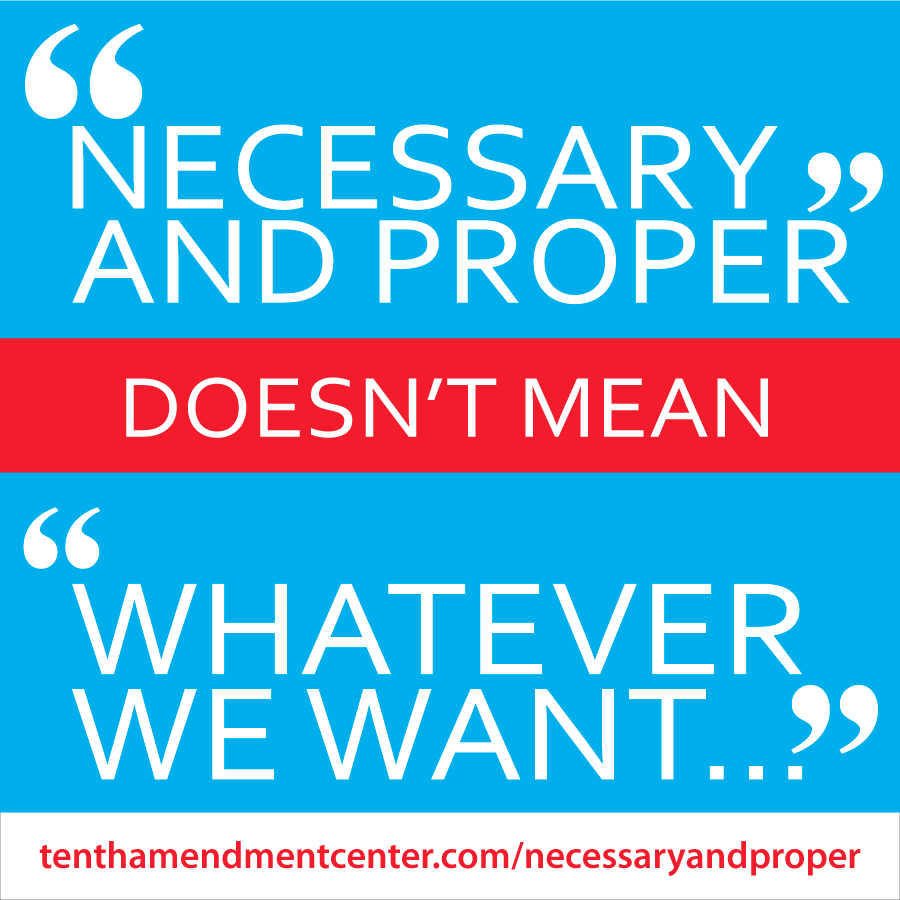 “NECESSARY
AND PROPER”
DOESN’T MEAN
“WHATEVER
WE WANT...”
tenthamendmentcenter.com/necessaryandproper